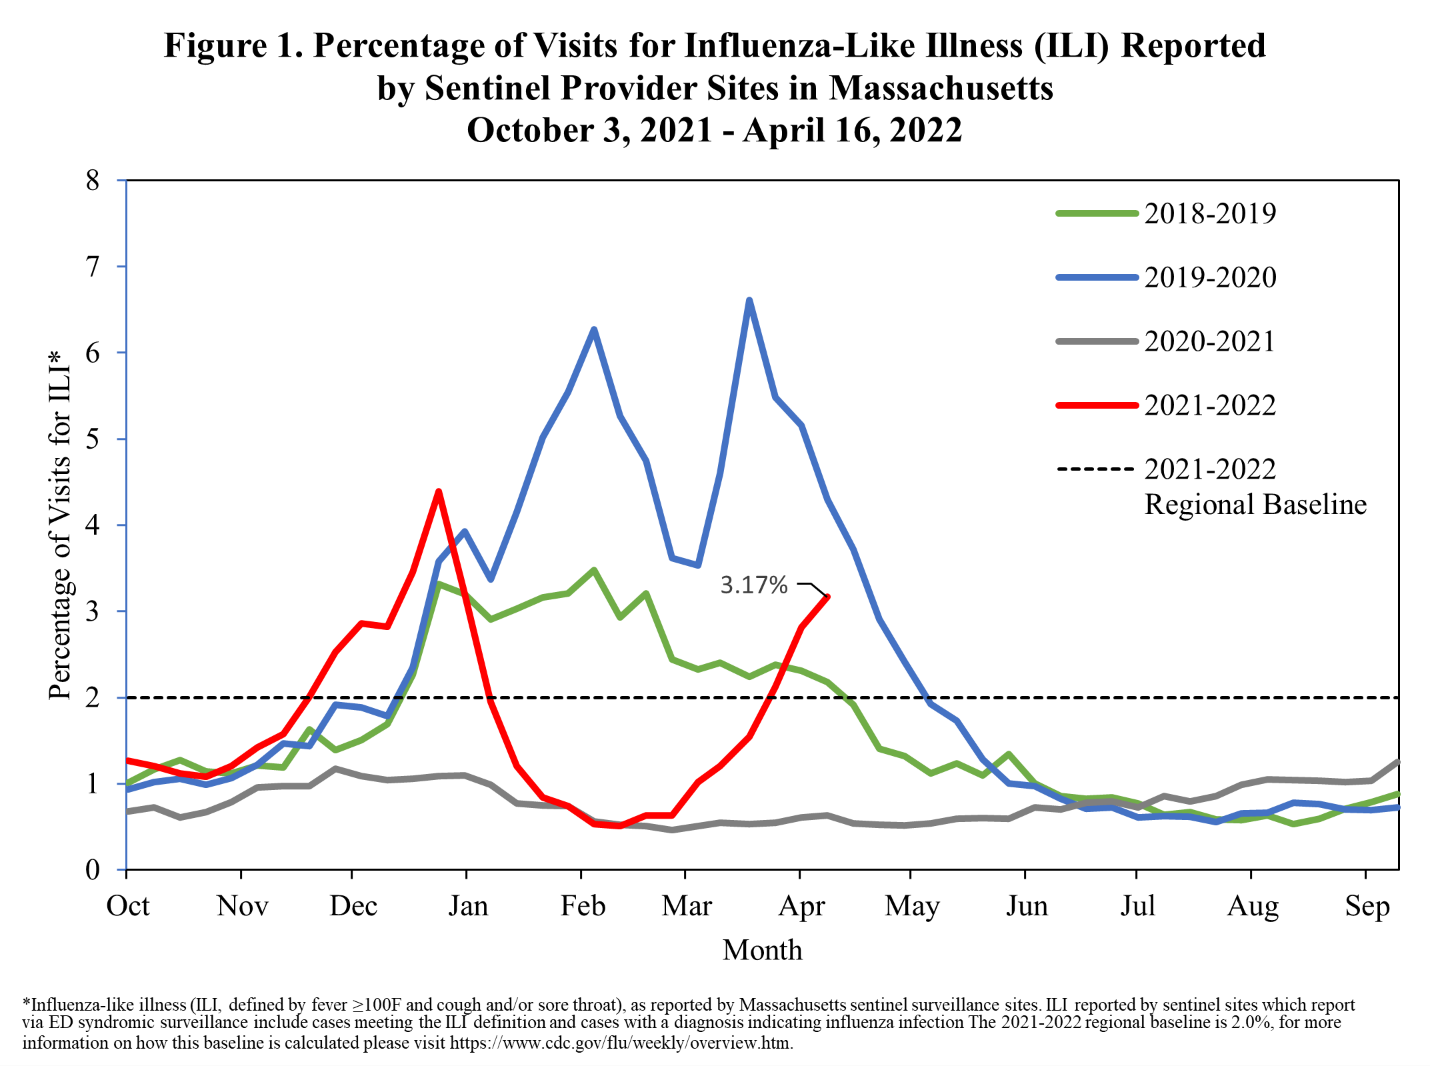 Figure 1. Percentage of Visits for Influenza-Like Illness (ILI) Reported
by Sentinel Provider Sites in Massachusetts
October 3, 2021 - April 16, 2022
8
7
6
5
4
3
2
1
0
Percentage of Visits for ILI*
2018-2019
2019-2020
2020-2021
2021-2022
2021-2022
Regional Baseline
3.17%
Oct Nov Dec Jan Feb Mar Apr May Jun Jul Aug Sep
Month
*Influenza-like illness (ILI, defined by fever ≥100F and cough and/or sore throat), as reported by Massachusetts sentinel surveillance sites. ILI reported by sentinel sites which report
via ED syndromic surveillance include cases meeting the ILI definition and cases with a diagnosis indicating influenza infection The 2021-2022 regional baseline is 2.0%, for more
information on how this baseline is calculated please visit https://www.cdc.gov/flu/weekly/overview.htm.